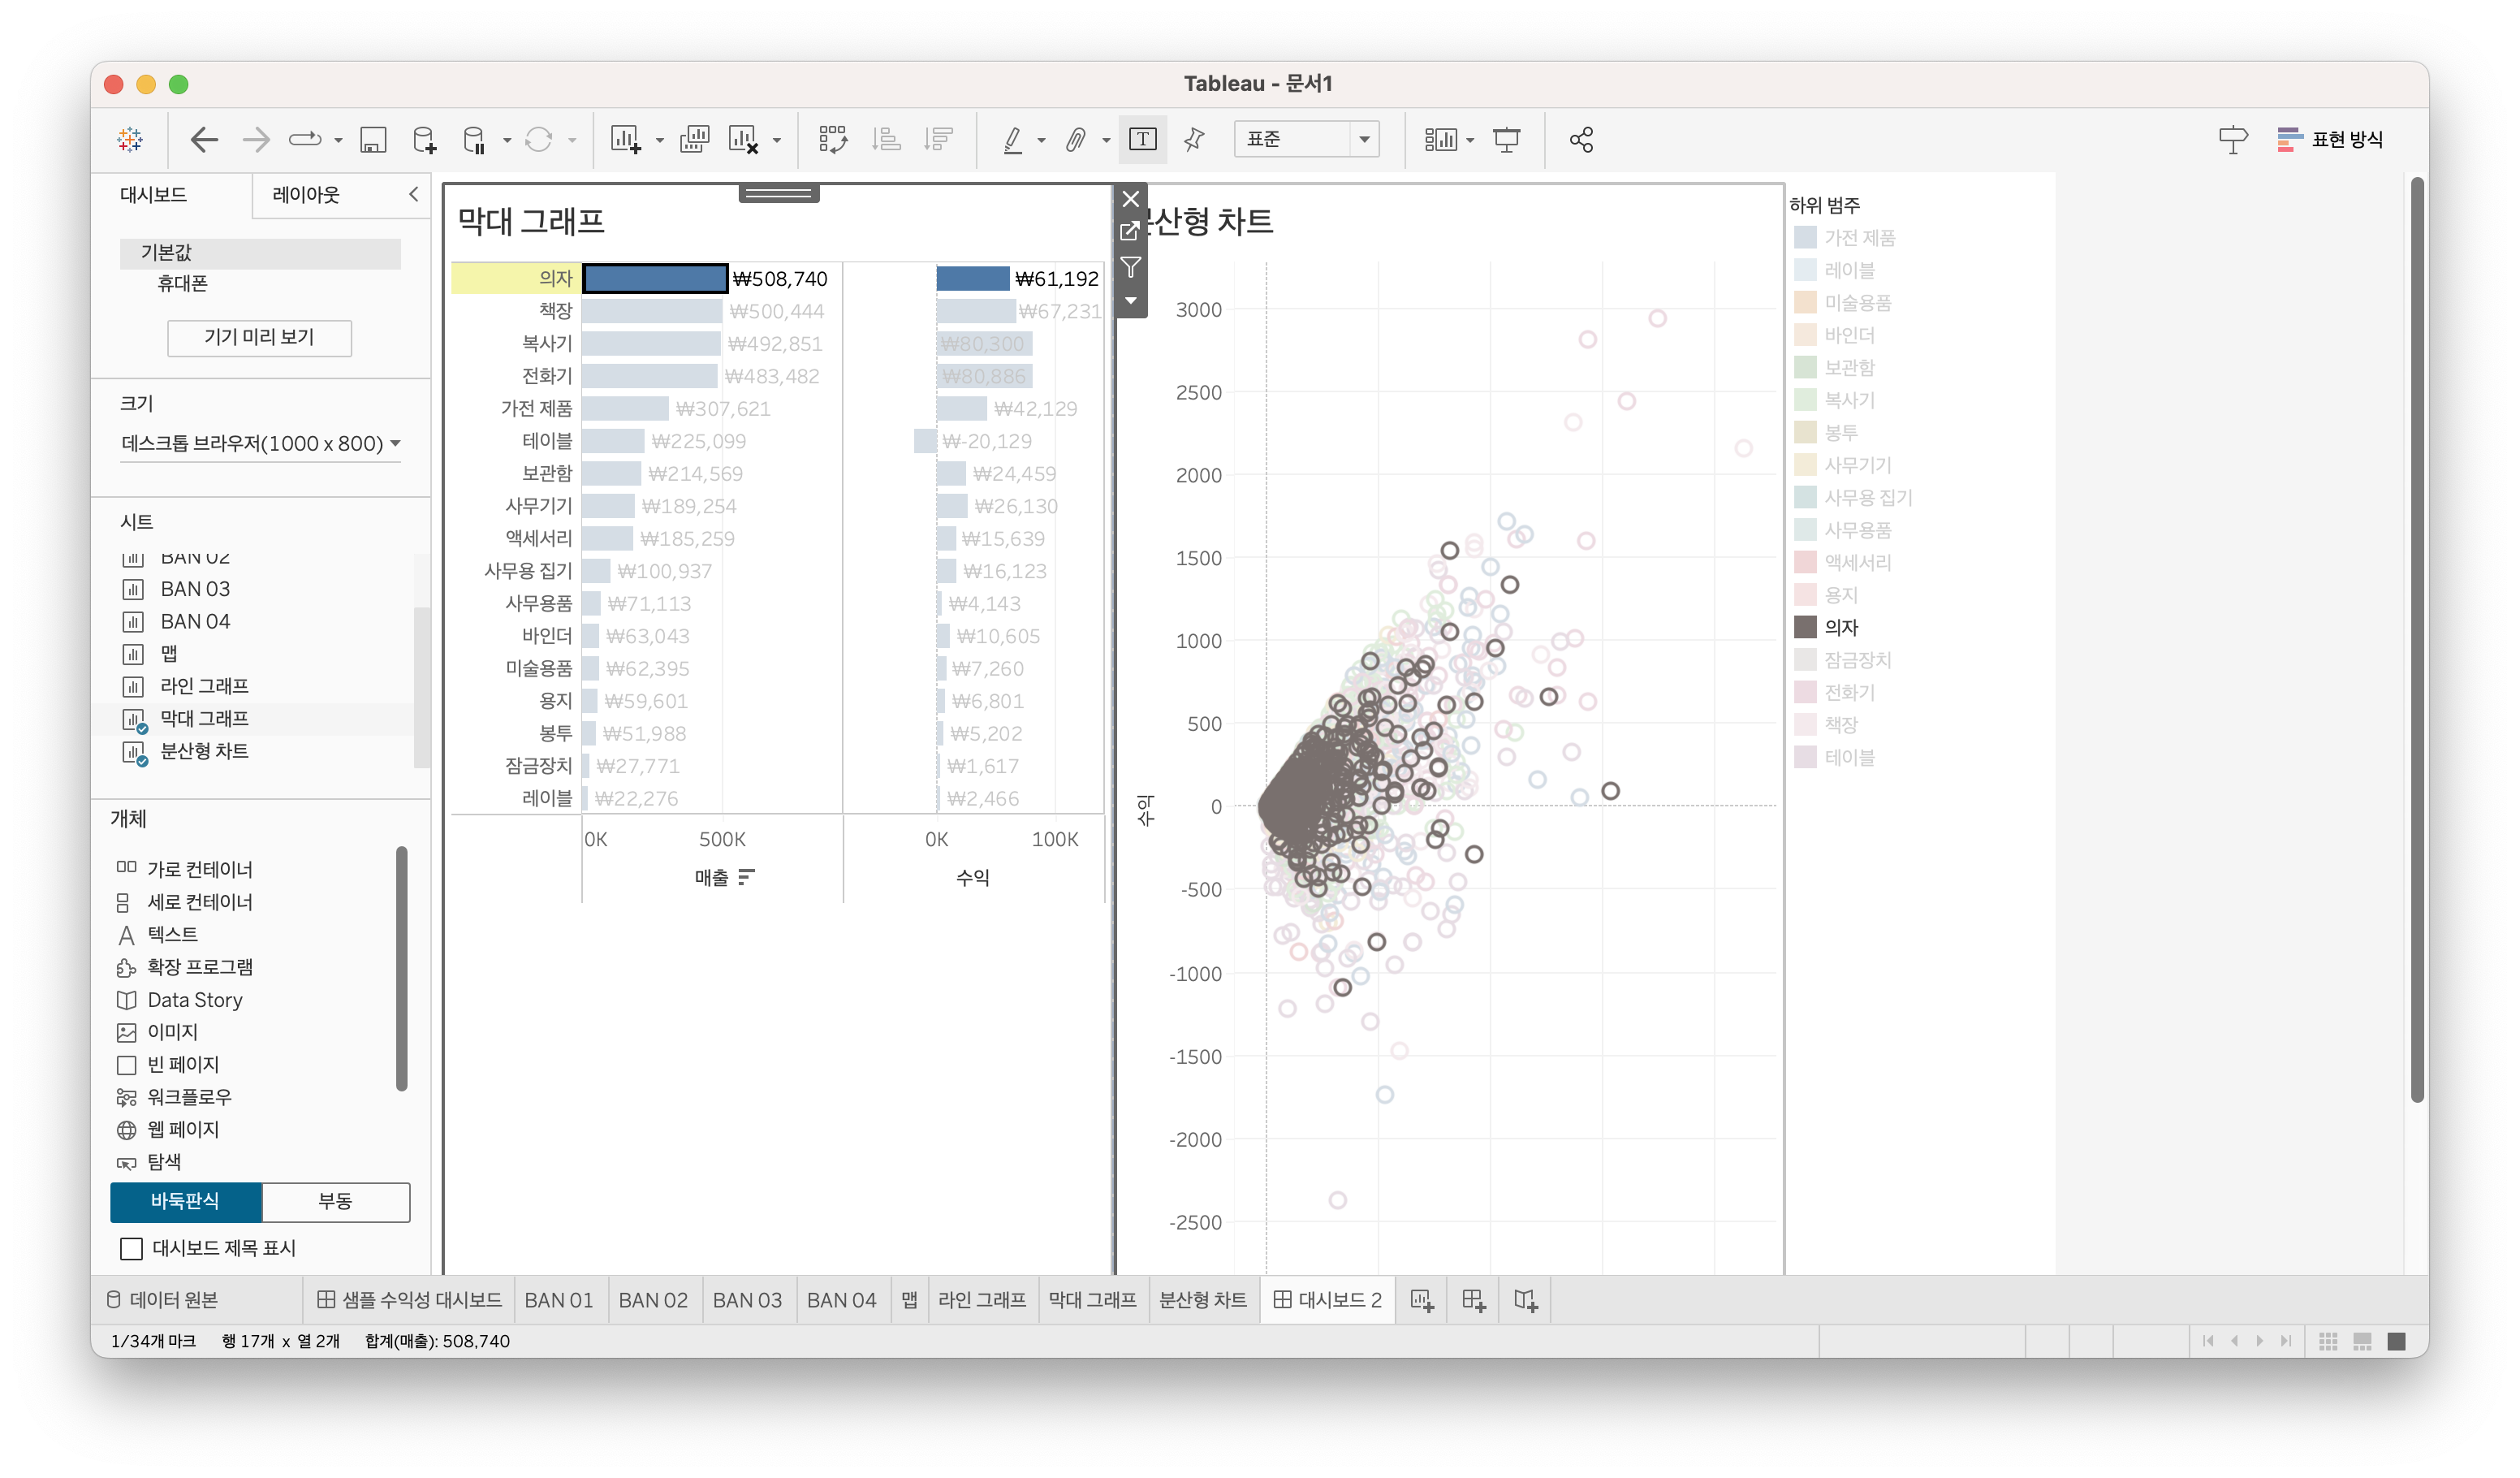 Tableau - 문서1
표준
표현 방식
대시보드
레이아웃
기본값
휴대폰
기기 미리 보기
크기
데스크톱 브라우저(1000 x 800)
시트
BAN 02
BAN 03
BAN 04
맵
라인 그래프
막대 그래프
분산형 차트
개체
가로 컨테이너
세로 컨테이너
텍스트
확장 프로그램
Data Story
이미지
빈 페이지
워크플로우
웹 페이지
탐색
바둑판식
부동
대시보드 제목 표시
막대 그래프
의자 ₩508,740 ₩61,192
책장 ₩500,444 ₩67,231
복사기 ₩492,851 ₩80,300
전화기 ₩483,482 ₩80,886
가전 제품 ₩307,621 ₩42,129
테이블 ₩225,099 ₩-20,129
보관함 ₩214,569 ₩24,459
사무기기 ₩189,254 ₩26,130
액세서리 ₩185,259 ₩15,639
사무용 집기 ₩100,937 ₩16,123
사무용품 ₩71,113 ₩4,143
바인더 ₩63,043 ₩10,605
미술용품 ₩62,395 ₩7,260
용지 ₩59,601 ₩6,801
봉투 ₩51,988 ₩5,202
잠금장치 ₩27,771 ₩1,617
레이블 ₩22,276 ₩2,466
0K 500K 0K 100K
매출 수익
산형 차트
3000
2500
2000
1500
1000
500
0
-500
-1000
-1500
-2000
-2500
수익
하위 범주
가전 제품
레이블
미술용품
바인더
보관함
복사기
봉투
사무기기
사무용 집기
사무용품
액세서리
용지
의자
잠금장치
전화기
책장
테이블
데이터 원본
샘플 수익성 대시보드
BAN 01
BAN 02
BAN 03
BAN 04
맵
라인 그래프
막대 그래프
분산형 차트
대시보드 2
1/34개 마크 행 17개 x 열 2개 합계(매출): 508,740